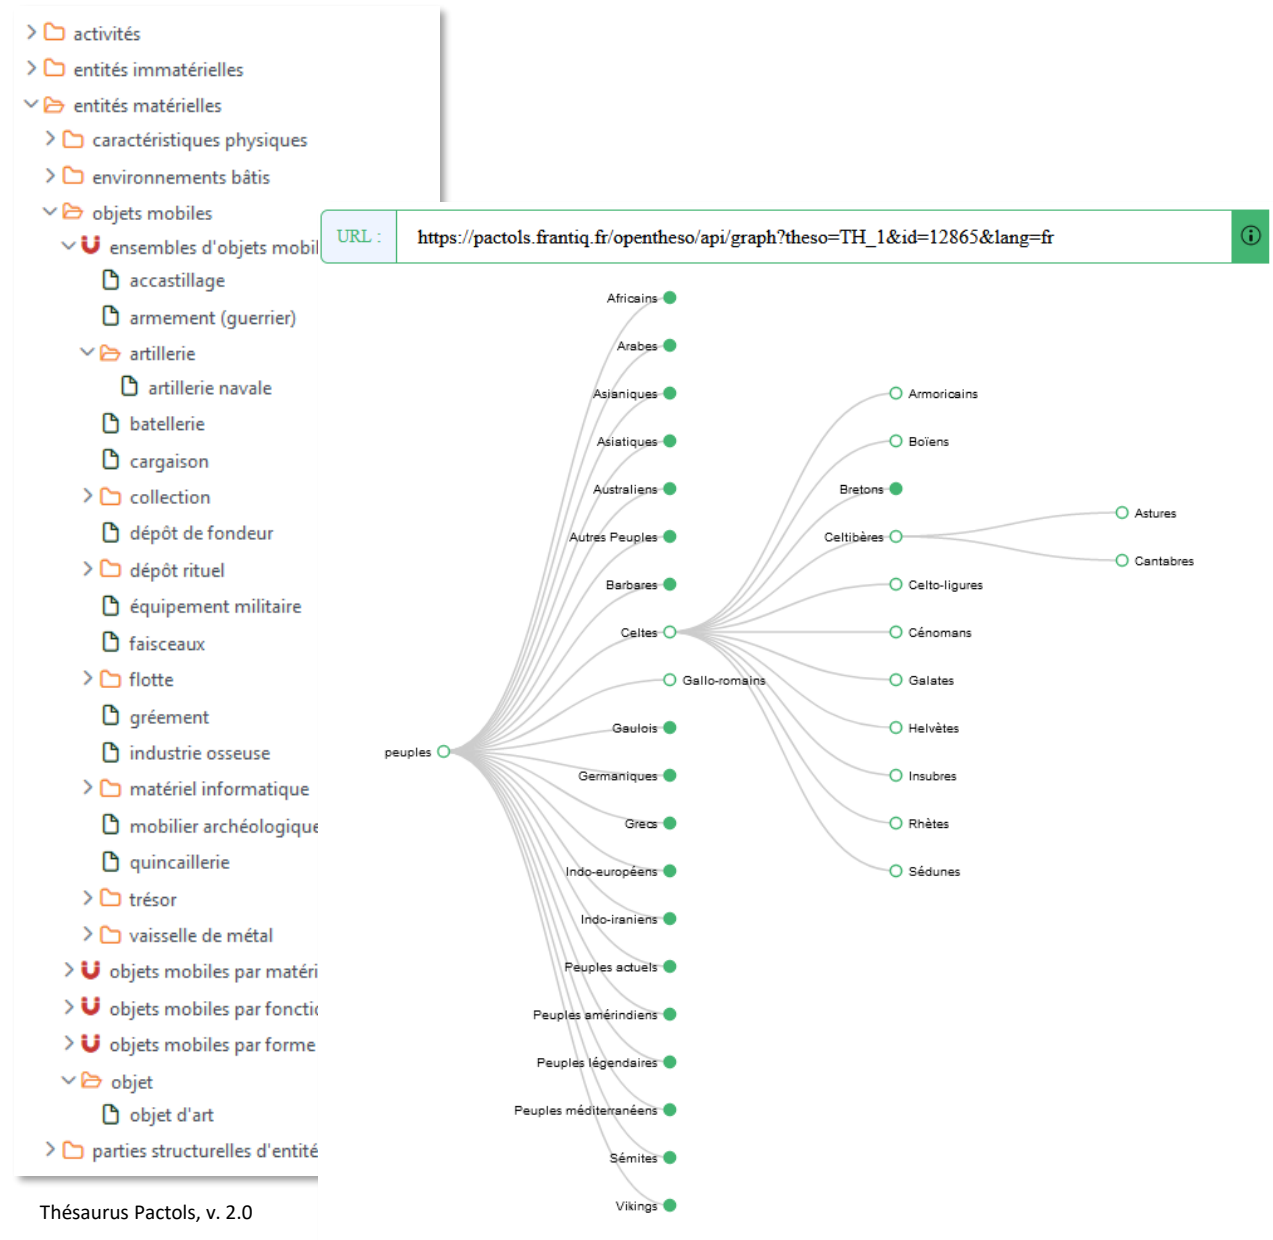 activités
entités immatérielles
entités matérielles
caractéristiques physiques
environnements bâtis
objets mobiles
ensembles d'objets mobil
accastillage
armement (guerrier)
artillerie
artillerie navale
batellerie
cargaison
collection
dépôt de fondeur
dépôt rituel
équipement militaire
faisceaux
flotte
gréement
industrie osseuse
matériel informatique
mobilier archéologique
quincaillerie
trésor
vaisselle de métal
objets mobiles par matéri
objets mobiles par fonctio
objets mobiles par forme
objet
objet d'art
parties structurelles d'entité
Thésaurus Pactols, v. 2.0
URL :
https://pactols.frantiq.fr/opentheso/api/graph?theso=TH_1&id=12865&lang=fr
peuples
Africains
Arabes
Asianiques
Asiatiques
Australiens
Autres Peuples
Barbares
Celtes
Gallo-romains
Gaulois
Germaniques
Grecs
Indo-européens
Indo-iraniens
Peuples actuels
Peuples amérindiens
Peuples légendaires
Peuples méditerranéens
Sémites
Vikings
Armoricains
Boïens
Bretons
Celtibères
Celto-ligures
Cénomans
Galates
Helvètes
Insubres
Rhètes
Sédunes
Astures
Cantabres